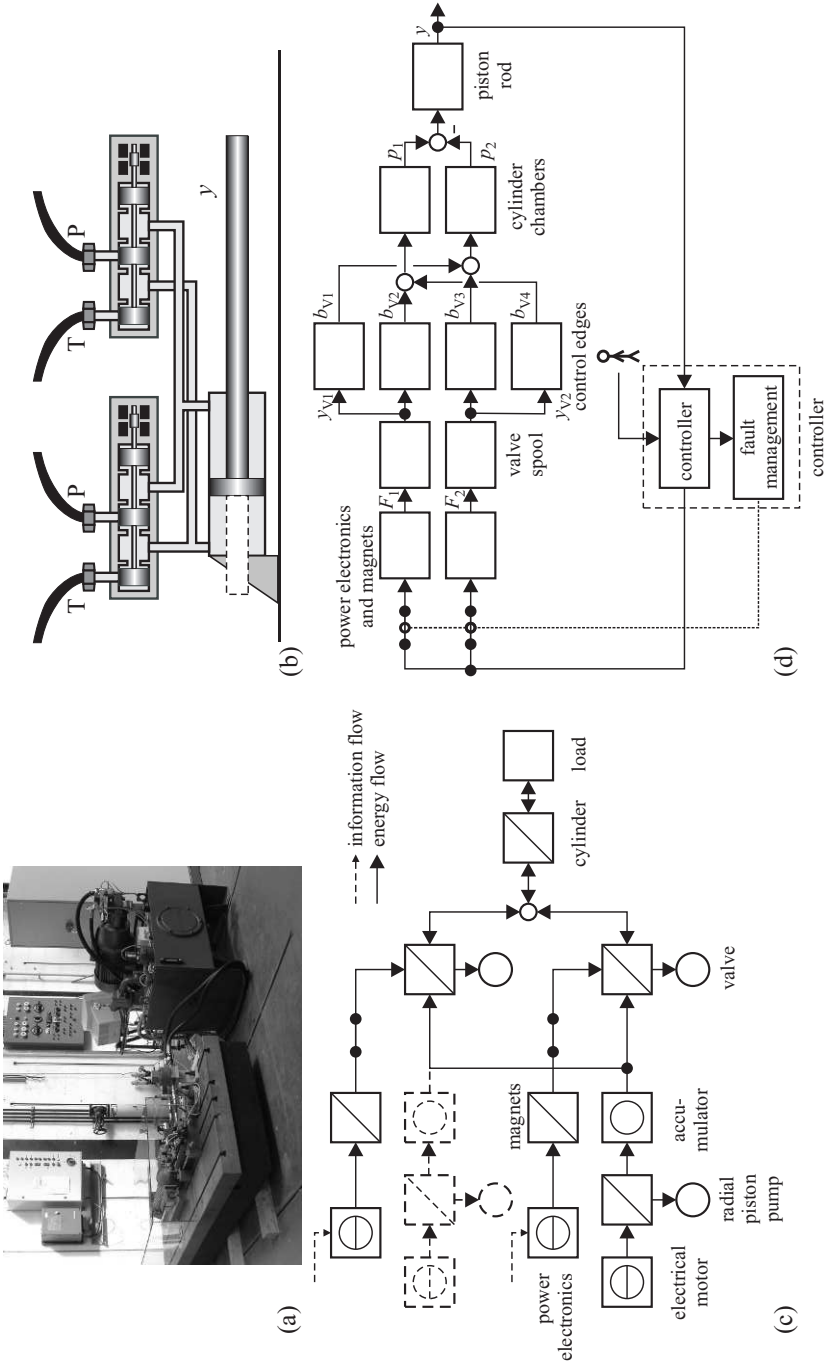 (a)
(b)
T
P
T
P
y
(c)
information flow
energy flow
power
electronics
magnets
electrical
motor
radial
piston
pump
accu-
mulator
valve
cylinder
load
(d)
power electronics
and magnets
F1
F2
valve
spool
yV1
yV2
bV1
bV2
bV3
bV4
control edges
p1
p2
-
cylinder
chambers
piston
rod
y
controller
fault
management
controller